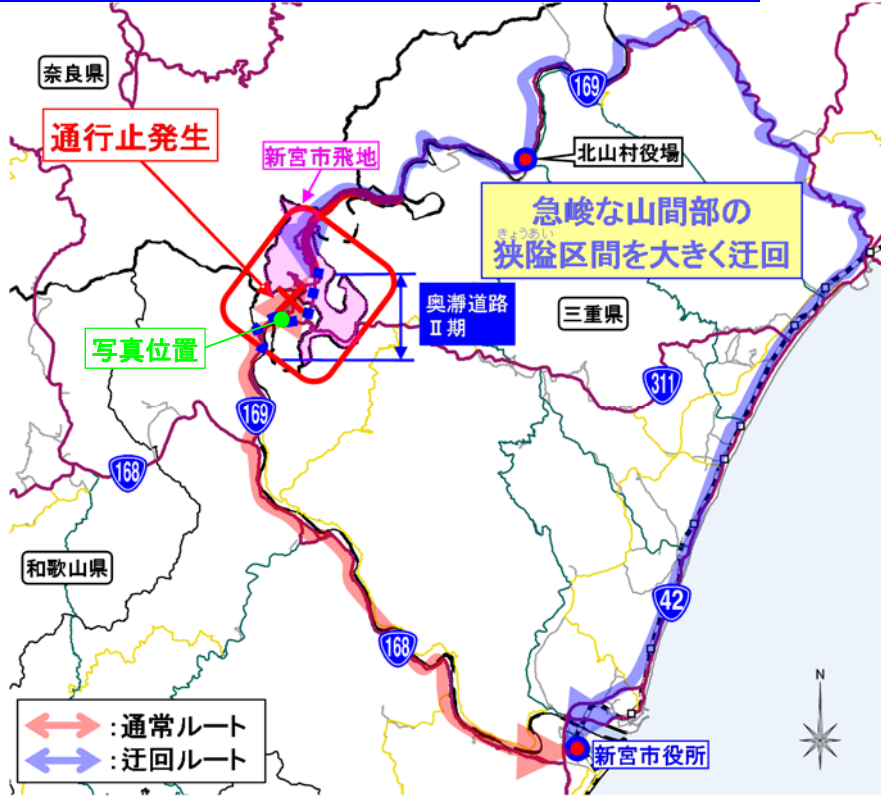 奈良県
169
通行止発生
新宮市飛地
北山村役場
急峻な山間部の
きょうあい
狭隘区間を大きく迂回
奥瀞道路
Ⅱ期
三重県
写真位置
311
169
168
和歌山県
42
168
N
:通常ルート
:迂回ルート
新宮市役所